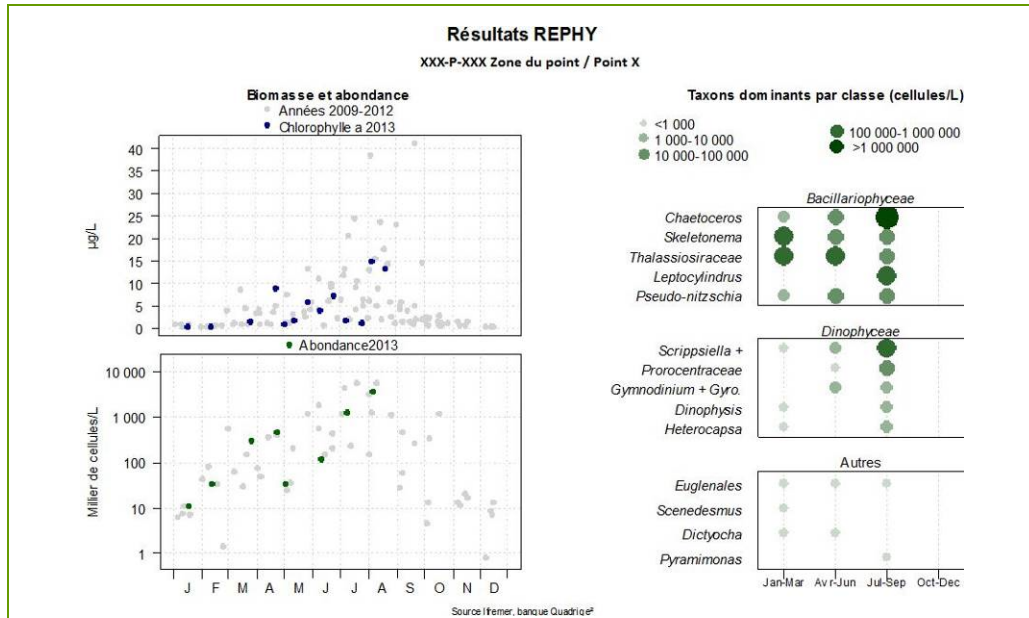 Résultats REPHY
XXX-P-XXX Zone du point / Point X
Biomasse et abondance
Années 2009-2012
Chlorophylle a 2013
µg/L
40
35
30
25
20
15
10
5
0
Abondance2013
Millier de cellules/L
10 000
1 000
100
10
1
J F M A M J J A S O N D
Taxons dominants par classe (cellules/L)
<1 000
1 000-10 000
10 000-100 000
100 000-1 000 000
>1 000 000
Bacillariophyceae
Chaetoceros
Skeletonema
Thalassiosiraceae
Leptocylindrus
Pseudo-nitzschia
Dinophyceae
Scrippsiella +
Prorocentraceae
Gymnodinium + Gyro.
Dinophysis
Heterocapsa
Autres
Euglenales
Scenedesmus
Dictyocha
Pyramimonas
Jan-Mar Avr-Jun Jul-Sep Oct-Dec
Source Ifremer, banque Quadrige²